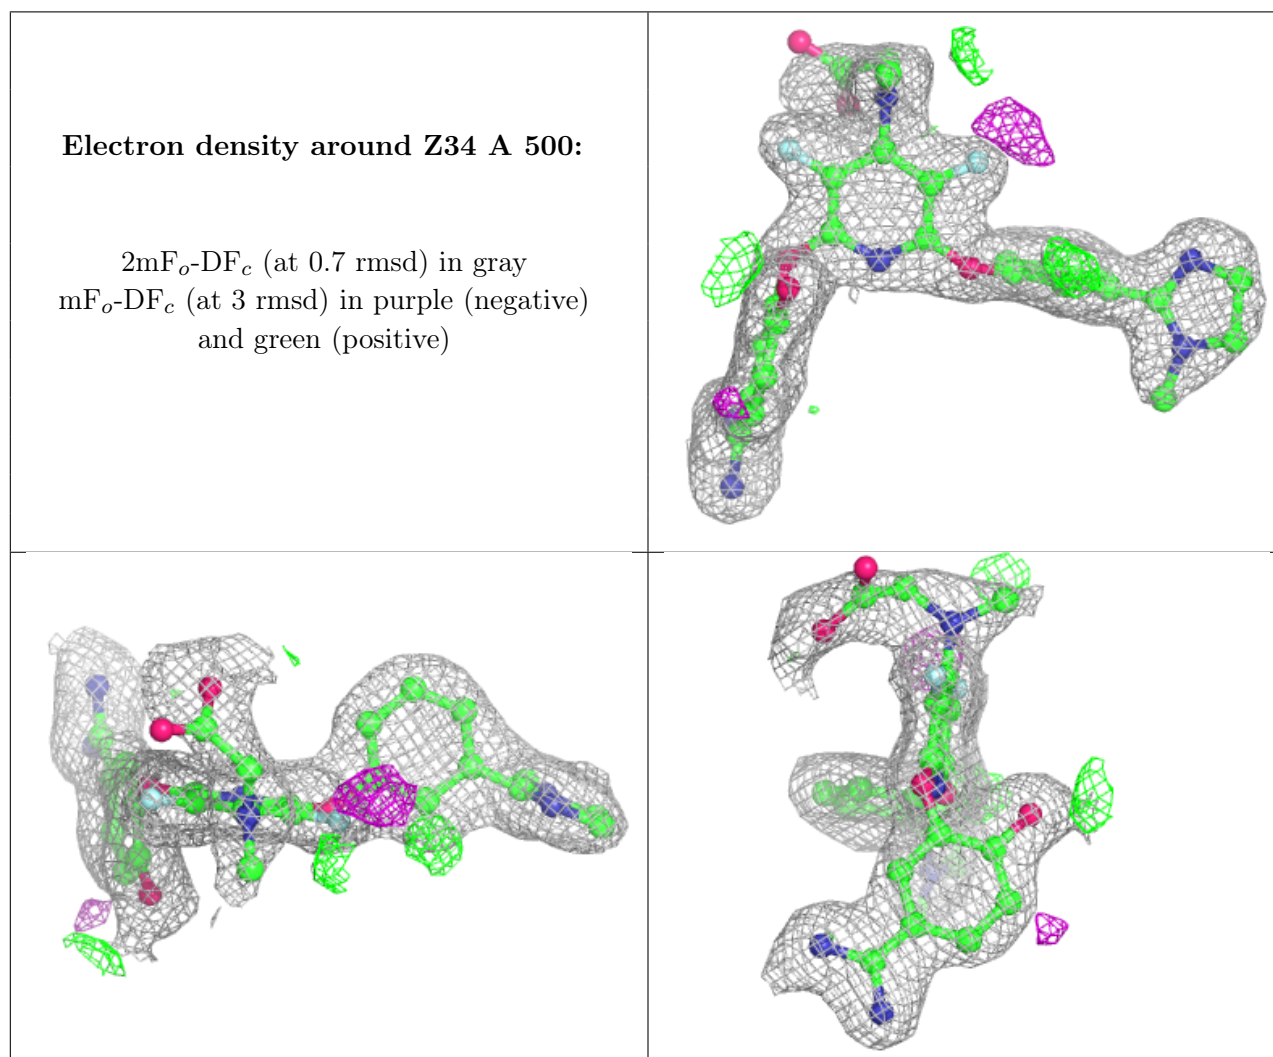 Electron density around Z34 A 500:
2mFₒ-DF𝒸 (at 0.7 rmsd) in gray
mFₒ-DF𝒸 (at 3 rmsd) in purple (negative)
and green (positive)